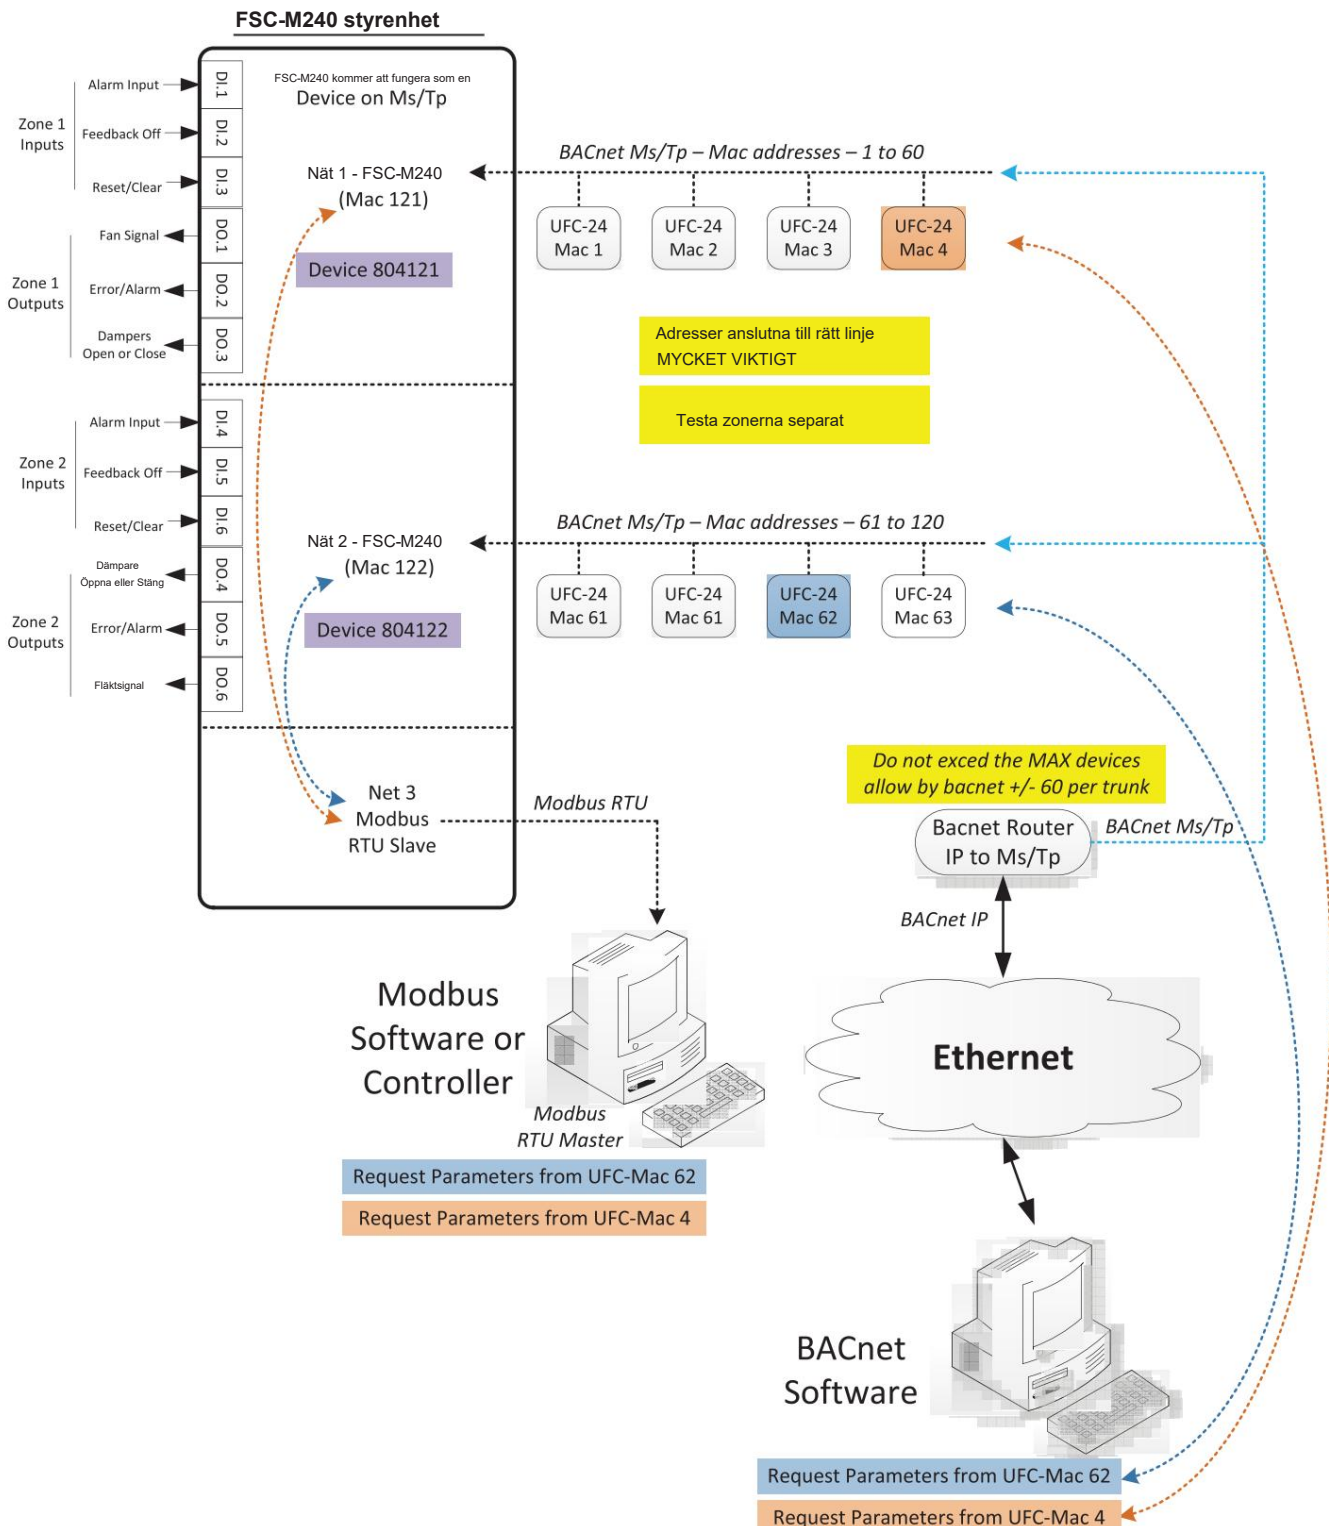 FSC-M240 styrenhet
FSC-M240 kommer att fungera som en
Device on Ms/Tp
Zone 1
Inputs
Alarm Input
Feedback Off
Reset/Clear
DI.1
DI.2
DI.3
Zone 1
Outputs
Fan Signal
Error/Alarm
Dampers
Open or Close
DO.1
DO.2
DO.3
Nät 1 - FSC-M240
(Mac 121)
Device 804121
BACnet Ms/Tp – Mac addresses – 1 to 60
UFC-24
Mac 1
UFC-24
Mac 2
UFC-24
Mac 3
UFC-24
Mac 4
Adresser anslutna till rätt linje
MYCKET VIKTIGT
Testa zonerna separat
Zone 2
Inputs
Alarm Input
Feedback Off
Reset/Clear
DI.4
DI.5
DI.6
Zone 2
Outputs
Dämpare
Öppna eller Stäng
Error/Alarm
Fläktsignal
DO.4
DO.5
DO.6
Nät 2 - FSC-M240
(Mac 122)
Device 804122
BACnet Ms/Tp – Mac addresses – 61 to 120
UFC-24
Mac 61
UFC-24
Mac 61
UFC-24
Mac 62
UFC-24
Mac 63
Net 3
Modbus
RTU Slave
Modbus RTU
Do not exced the MAX devices
allow by bacnet +/- 60 per trunk
Bacnet Router
IP to Ms/Tp
BACnet Ms/Tp
BACnet IP
Ethernet
Modbus
Software or
Controller
Modbus
RTU Master
Request Parameters from UFC-Mac 62
Request Parameters from UFC-Mac 4
BACnet
Software
Request Parameters from UFC-Mac 62
Request Parameters from UFC-Mac 4